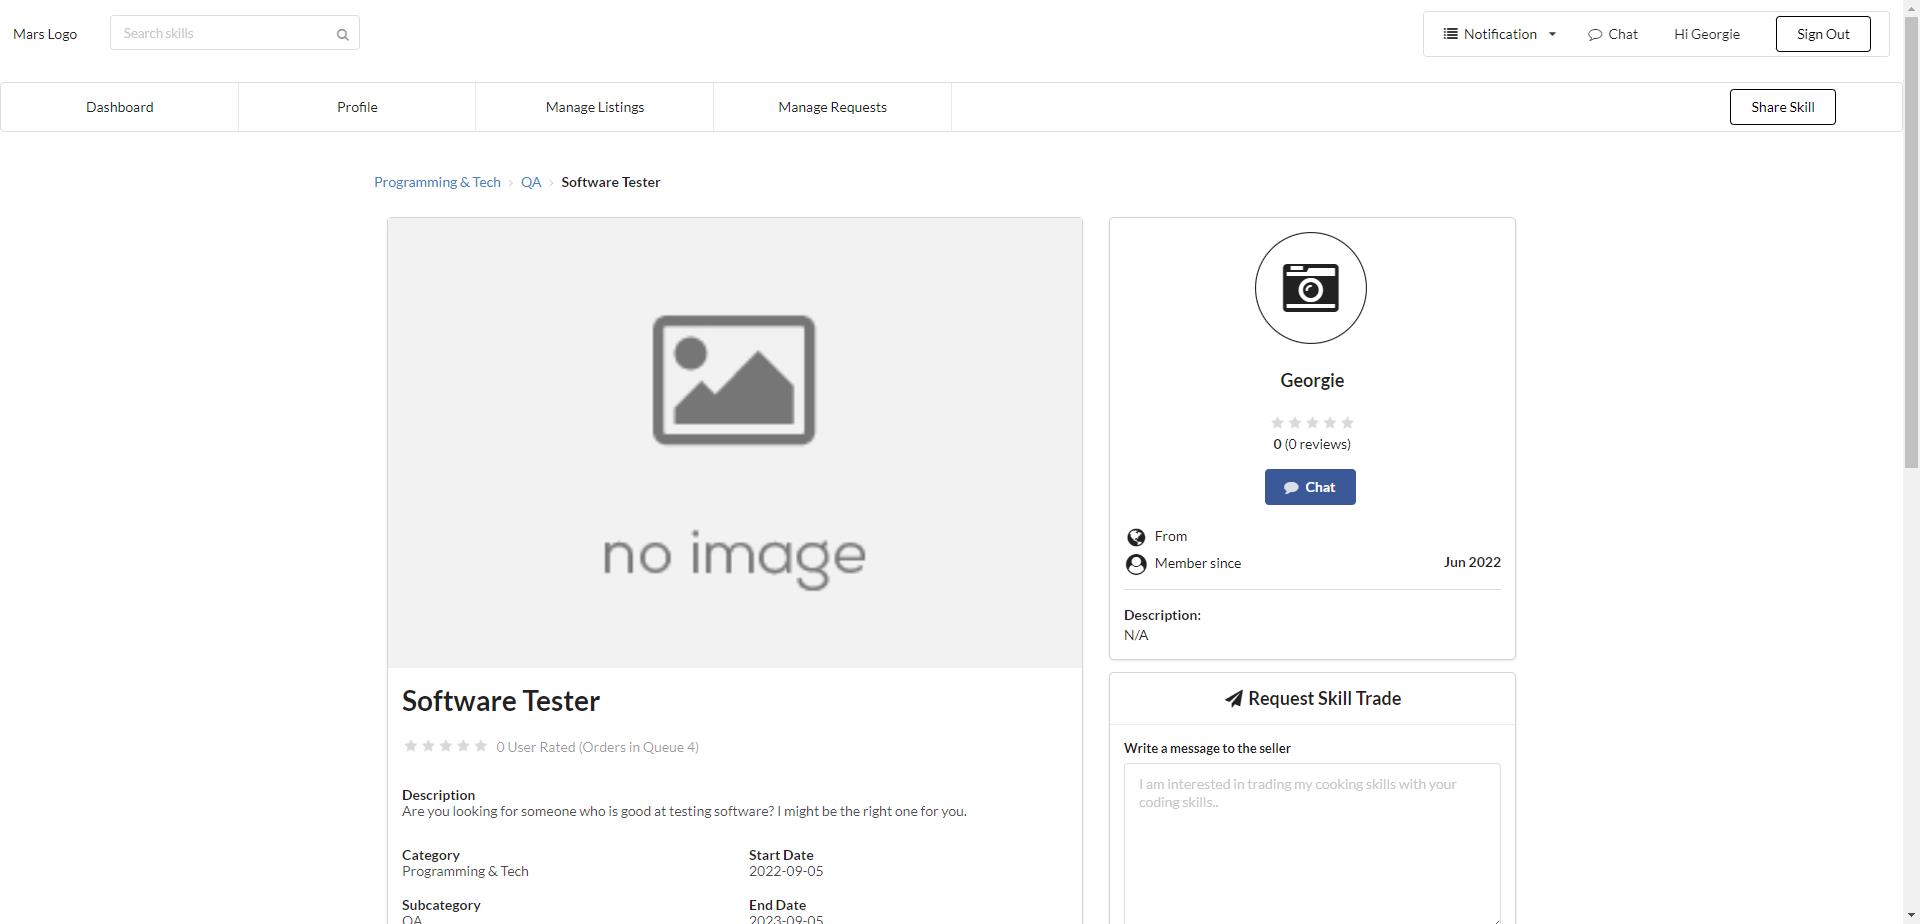 Mars Logo
Search skills
Notification
Chat
Hi Georgie
Sign Out
Dashboard
Profile
Manage Listings
Manage Requests
Share Skill
Programming & Tech › QA › Software Tester
no image
Software Tester
0 User Rated (Orders in Queue 4)
Description
Are you looking for someone who is good at testing software? I might be the right one for you.
Category
Programming & Tech
Start Date
2022-09-05
Subcategory
QA
End Date
2023-09-05
Georgie
0 (0 reviews)
Chat
From
Member since
Jun 2022
Description:
N/A
Request Skill Trade
Write a message to the seller
I am interested in trading my cooking skills with your
coding skills..